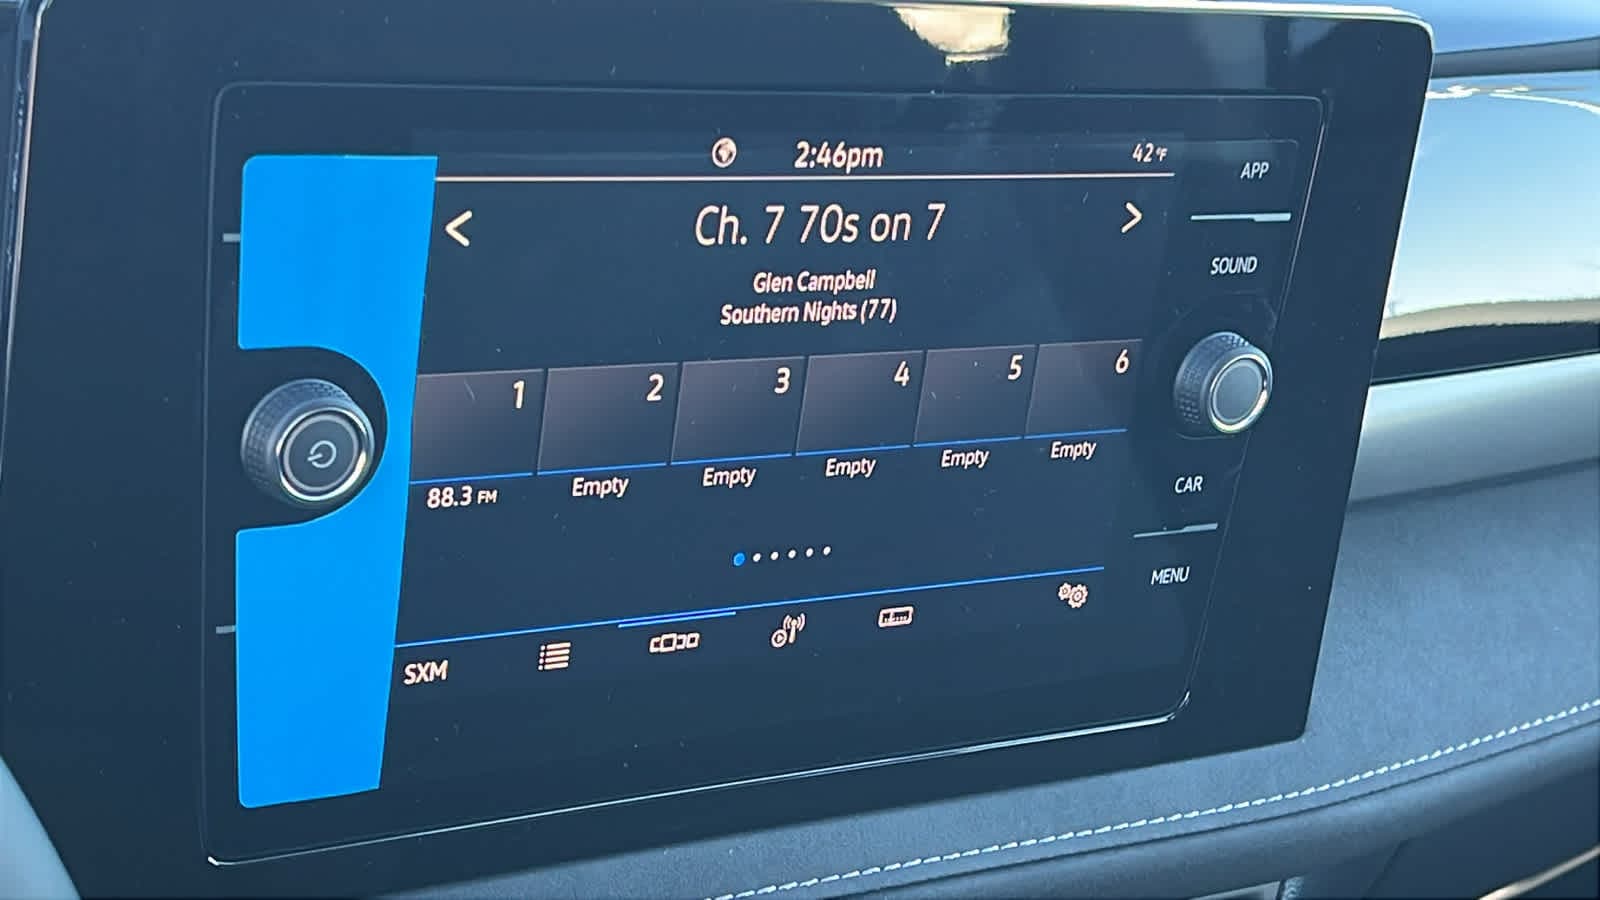 2:46pm
42°F
APP
< Ch. 7 70s on 7 >
Glen Campbell
Southern Nights (77)
SOUND
1 2 3 4 5 6
88.3 FM Empty Empty Empty Empty Empty
CAR
MENU
SXM